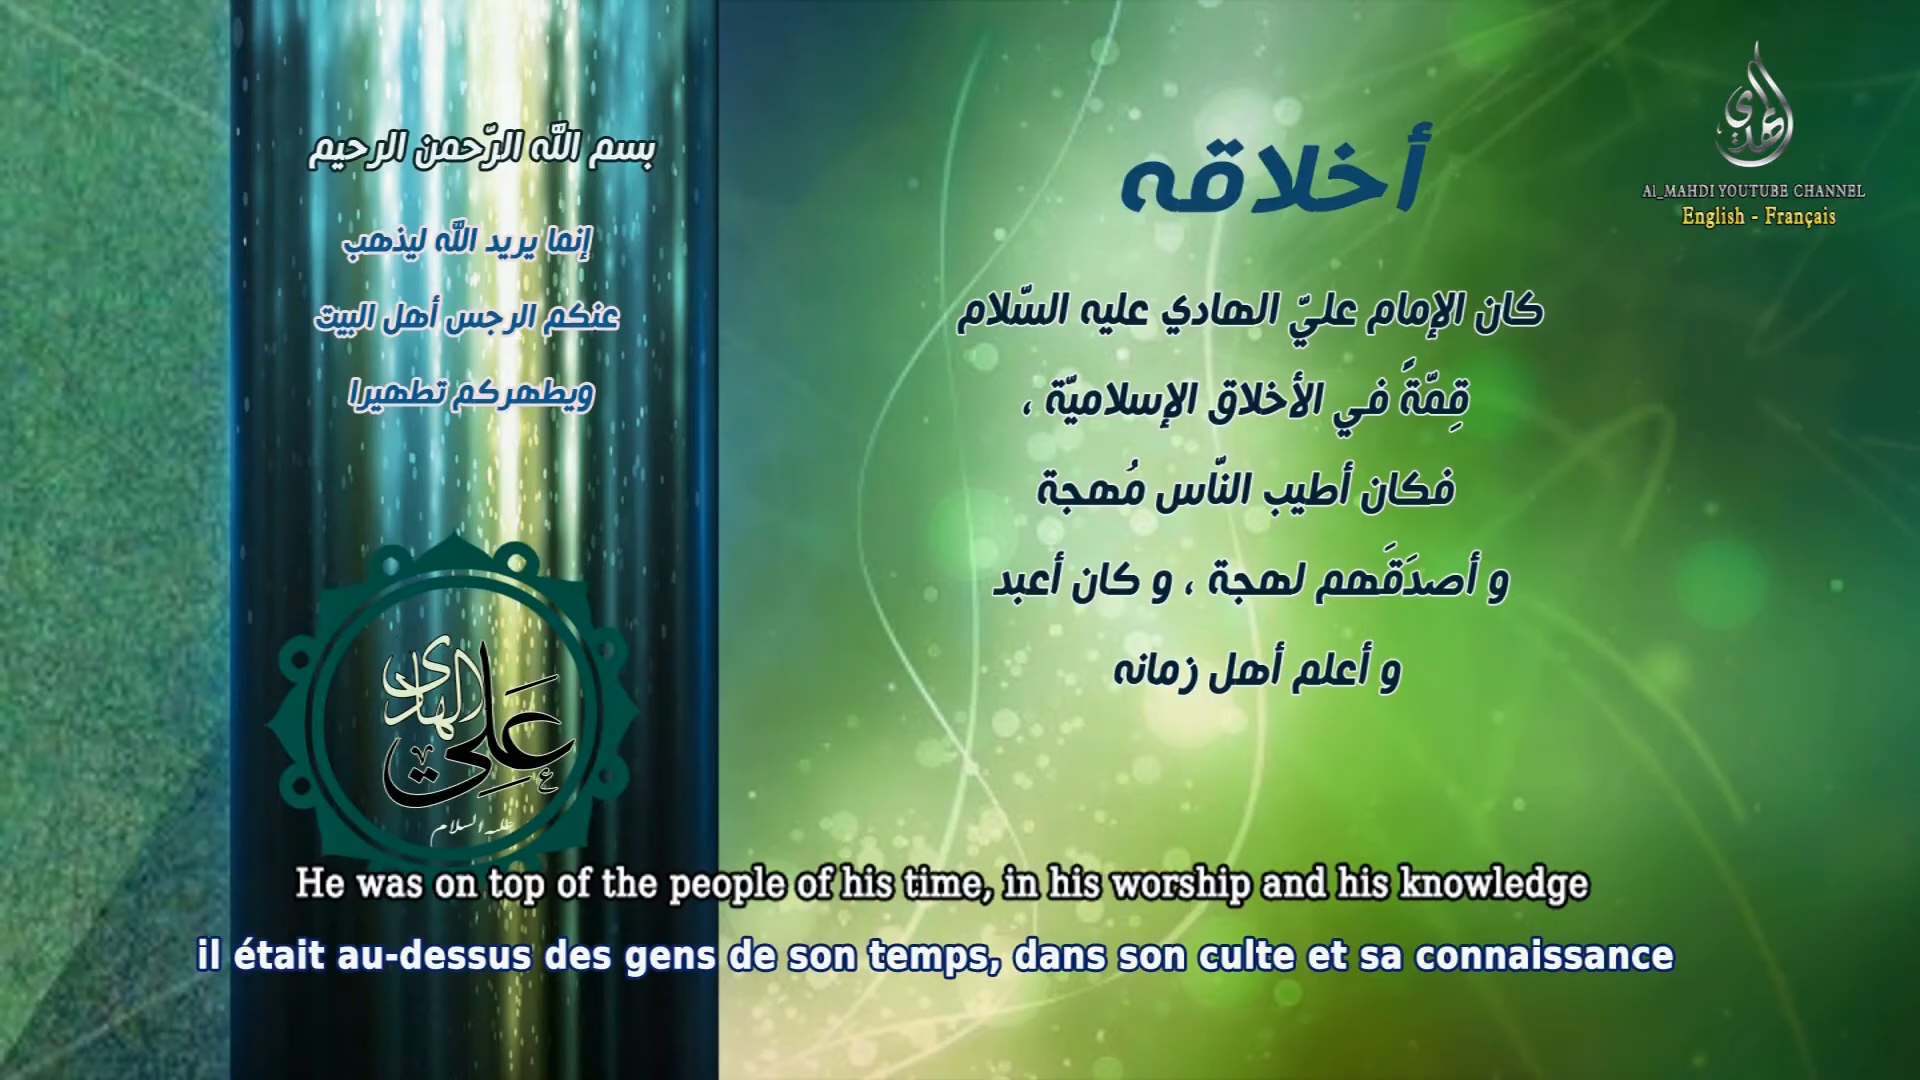 بسم الله الرّحمن الرحيم
إنما يريد الله ليذهب
عنكم الرجس أهل البيت
ويطهركم تطهيرا
الهادي
عَلِيّ
ع
عليه السلام
أخلاقه
كان الإمام عليّ الهادي عليه السّلام
قِمّةً في الأخلاق الإسلاميّة ،
فكان أطيب النّاس مُهجة
و أصدَقَهم لهجة ، و كان أعبد
و أعلم أهل زمانه
المهدي
Al_MAHDI YOUTUBE CHANNEL
English - Français
He was on top of the people of his time, in his worship and his knowledge
il était au-dessus des gens de son temps, dans son culte et sa connaissance